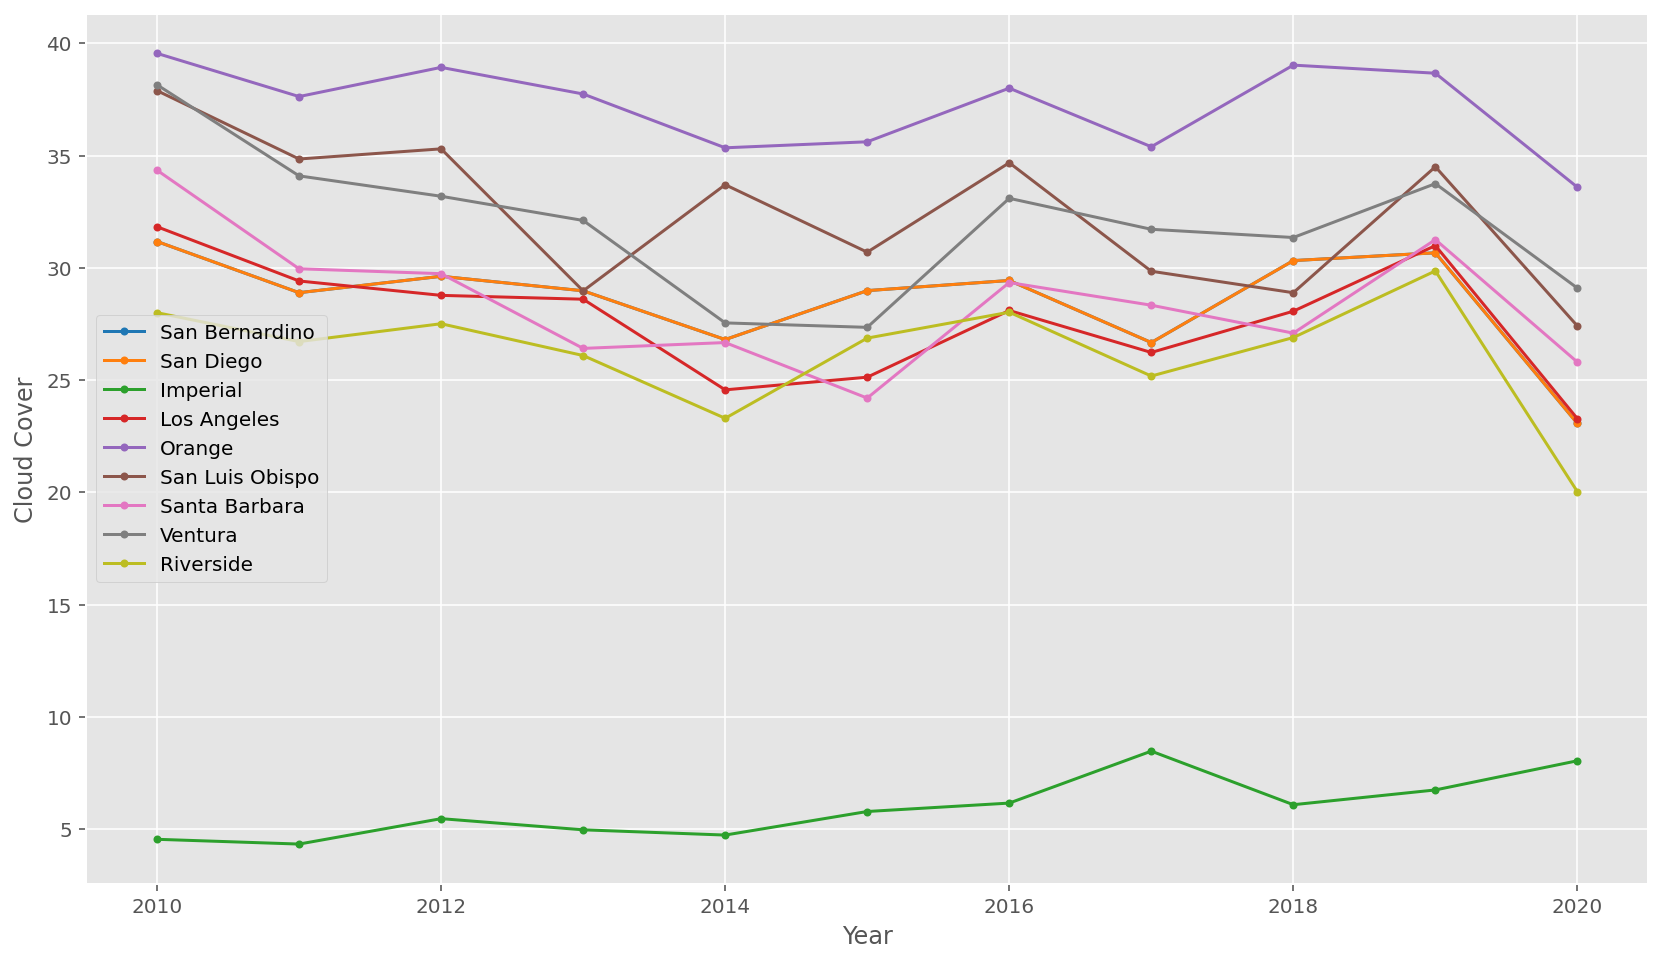 40
35
30
25
20
15
10
5
Cloud Cover
San Bernardino
San Diego
Imperial
Los Angeles
Orange
San Luis Obispo
Santa Barbara
Ventura
Riverside
2010 2012 2014 2016 2018 2020
Year